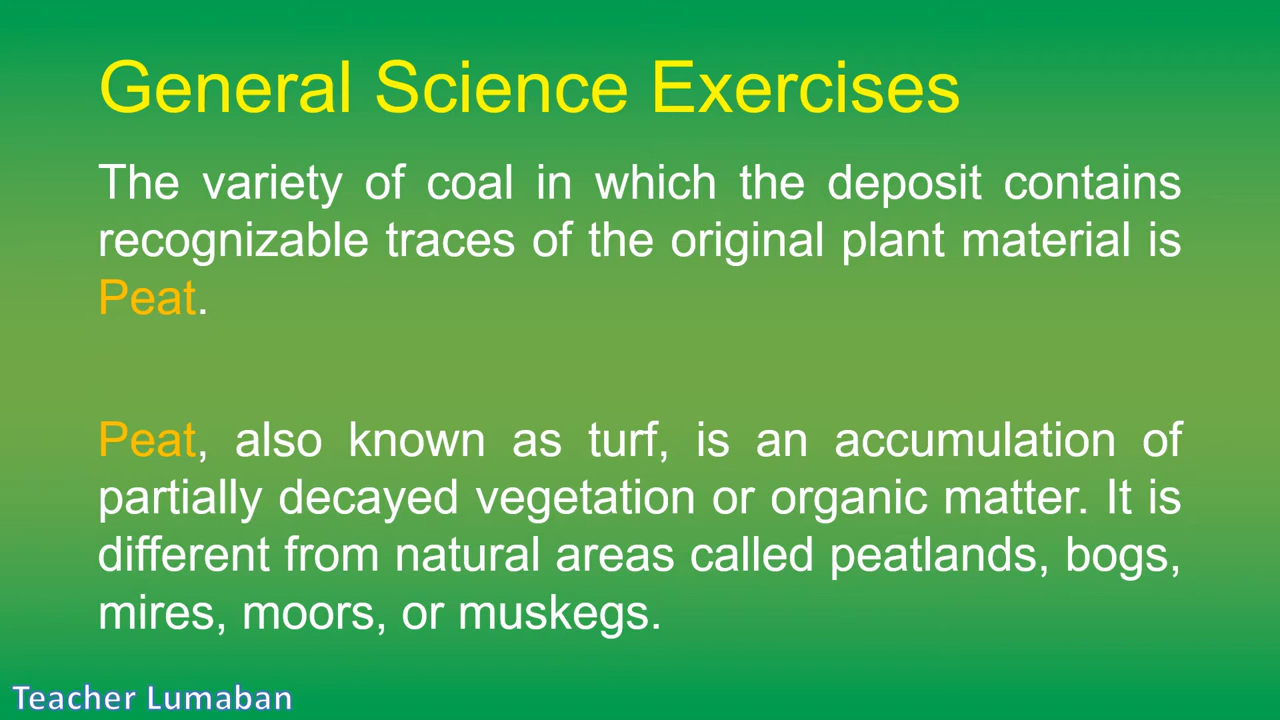 General Science Exercises
The variety of coal in which the deposit contains
recognizable traces of the original plant material is
Peat.
Peat, also known as turf, is an accumulation of
partially decayed vegetation or organic matter. It is
different from natural areas called peatlands, bogs,
mires, moors, or muskegs.
Teacher Lumaban